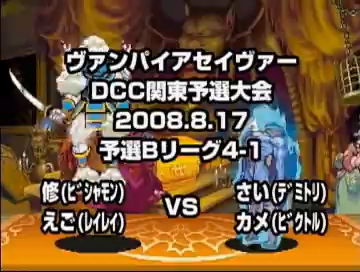 ヴァンパイアセイヴァー
DCC関東予選大会
2008.8.17
予選Bリーグ4-1
修(ﾋﾞｼｬﾓﾝ) VS さい(ﾃﾞﾐﾄﾘ)
えご(ﾚｲﾚｲ) カメ(ﾋﾞｸﾄﾙ)